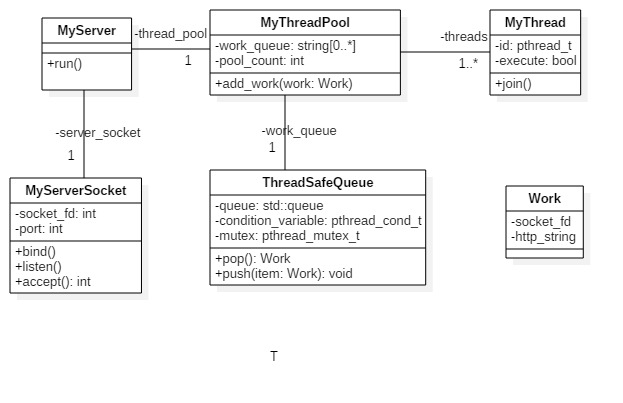 MyServer
+run()
-thread_pool
1
MyThreadPool
-work_queue: string[0..*]
-pool_count: int
+add_work(work: Work)
-threads
1..*
MyThread
-id: pthread_t
-execute: bool
+join()
-server_socket
1
-work_queue
1
MyServerSocket
-socket_fd: int
-port: int
+bind()
+listen()
+accept(): int
ThreadSafeQueue
-queue: std::queue
-condition_variable: pthread_cond_t
-mutex: pthread_mutex_t
+pop(): Work
+push(item: Work): void
Work
-socket_fd
-http_string
T